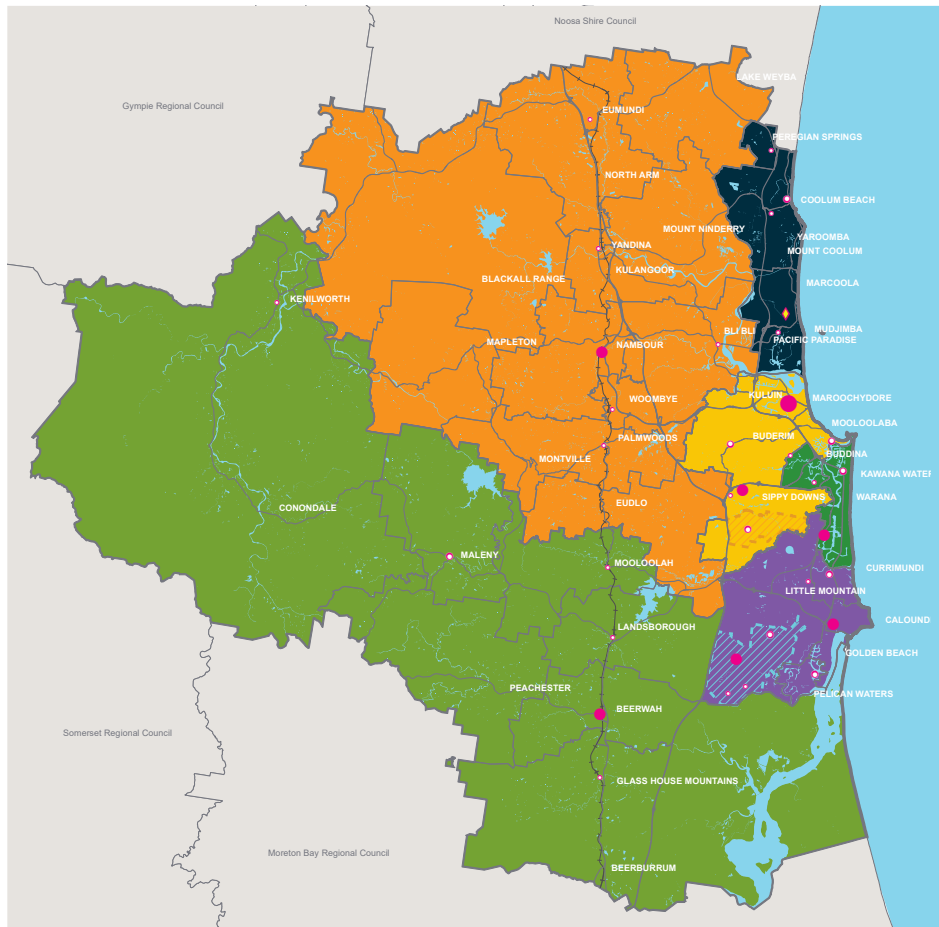 Noosa Shire Council
LAKE WEYBA
Gympie Regional Council
EUMUNDI
PEREGIAN SPRINGS
NORTH ARM
COOLUM BEACH
MOUNT NINDERRY
YAROOMBA
YANDINA
MOUNT COOLUM
KULANGOOR
BLACKALL RANGE
MARCOOLA
KENILWORTH
BLI BLI
MUDJIMBA
PACIFIC PARADISE
MAPLETON
NAMBOUR
KULUIN
MAROOCHYDORE
WOOMBYE
MOOLOOLABA
BUDERIM
PALMWOODS
BUDDINA
MONTVILLE
KAWANA WATER
SIPPY DOWNS
WARANA
EUDLO
CONONDALE
MALENY
MOOLOOLAH
CURRIMUNDI
LITTLE MOUNTAIN
CALOUND
LANDSBOROUGH
GOLDEN BEACH
PEACHESTER
PELICAN WATERS
BEERWAH
Somerset Regional Council
GLASS HOUSE MOUNTAINS
Moreton Bay Regional Council
BEERBURRUM